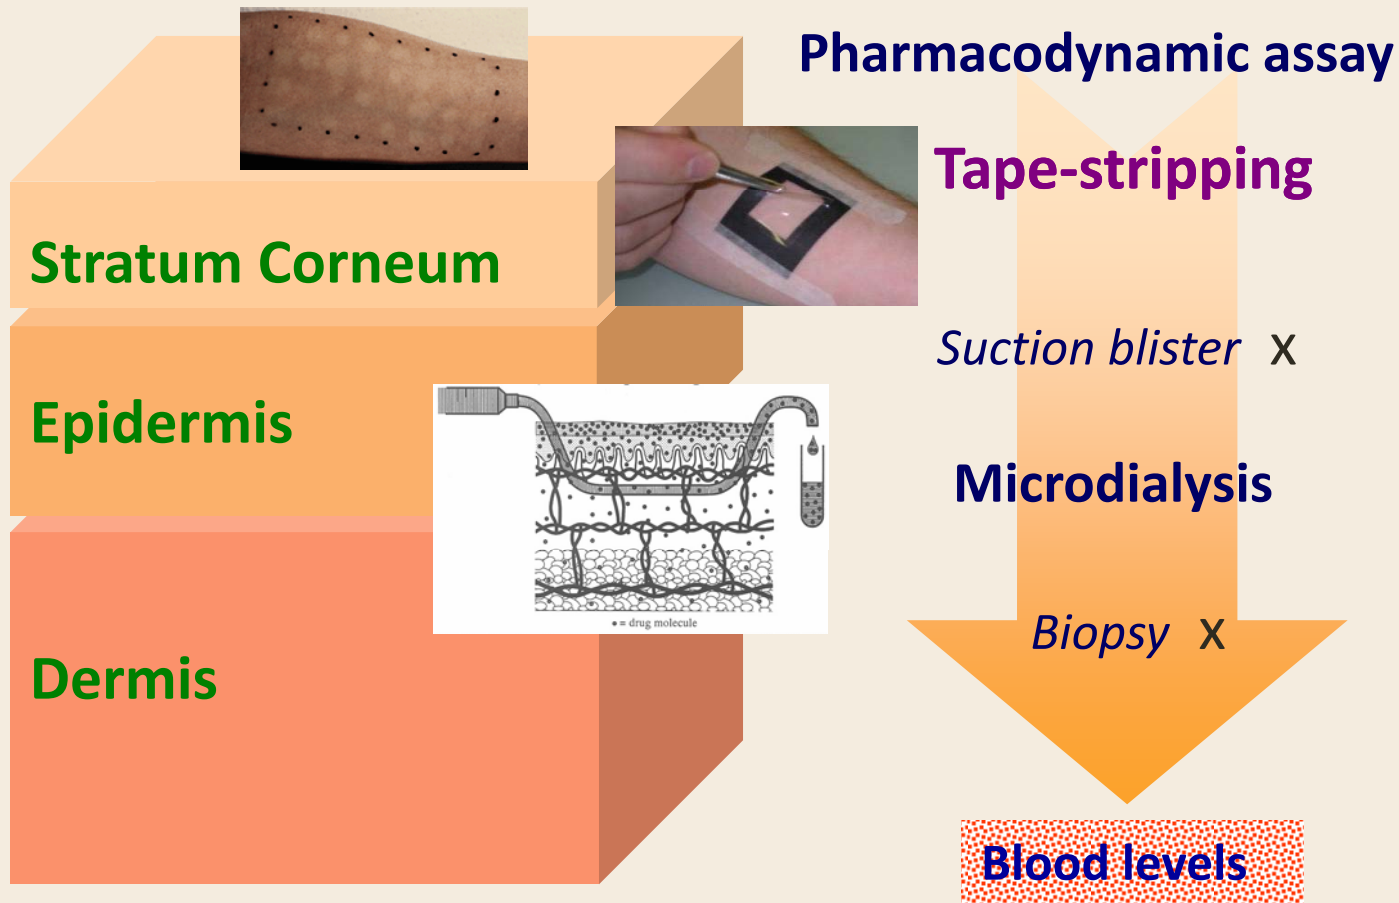 Pharmacodynamic assay
Tape-stripping
Stratum Corneum
Suction blister X
Epidermis
Microdialysis
• = drug molecule
Biopsy X
Dermis
Blood levels